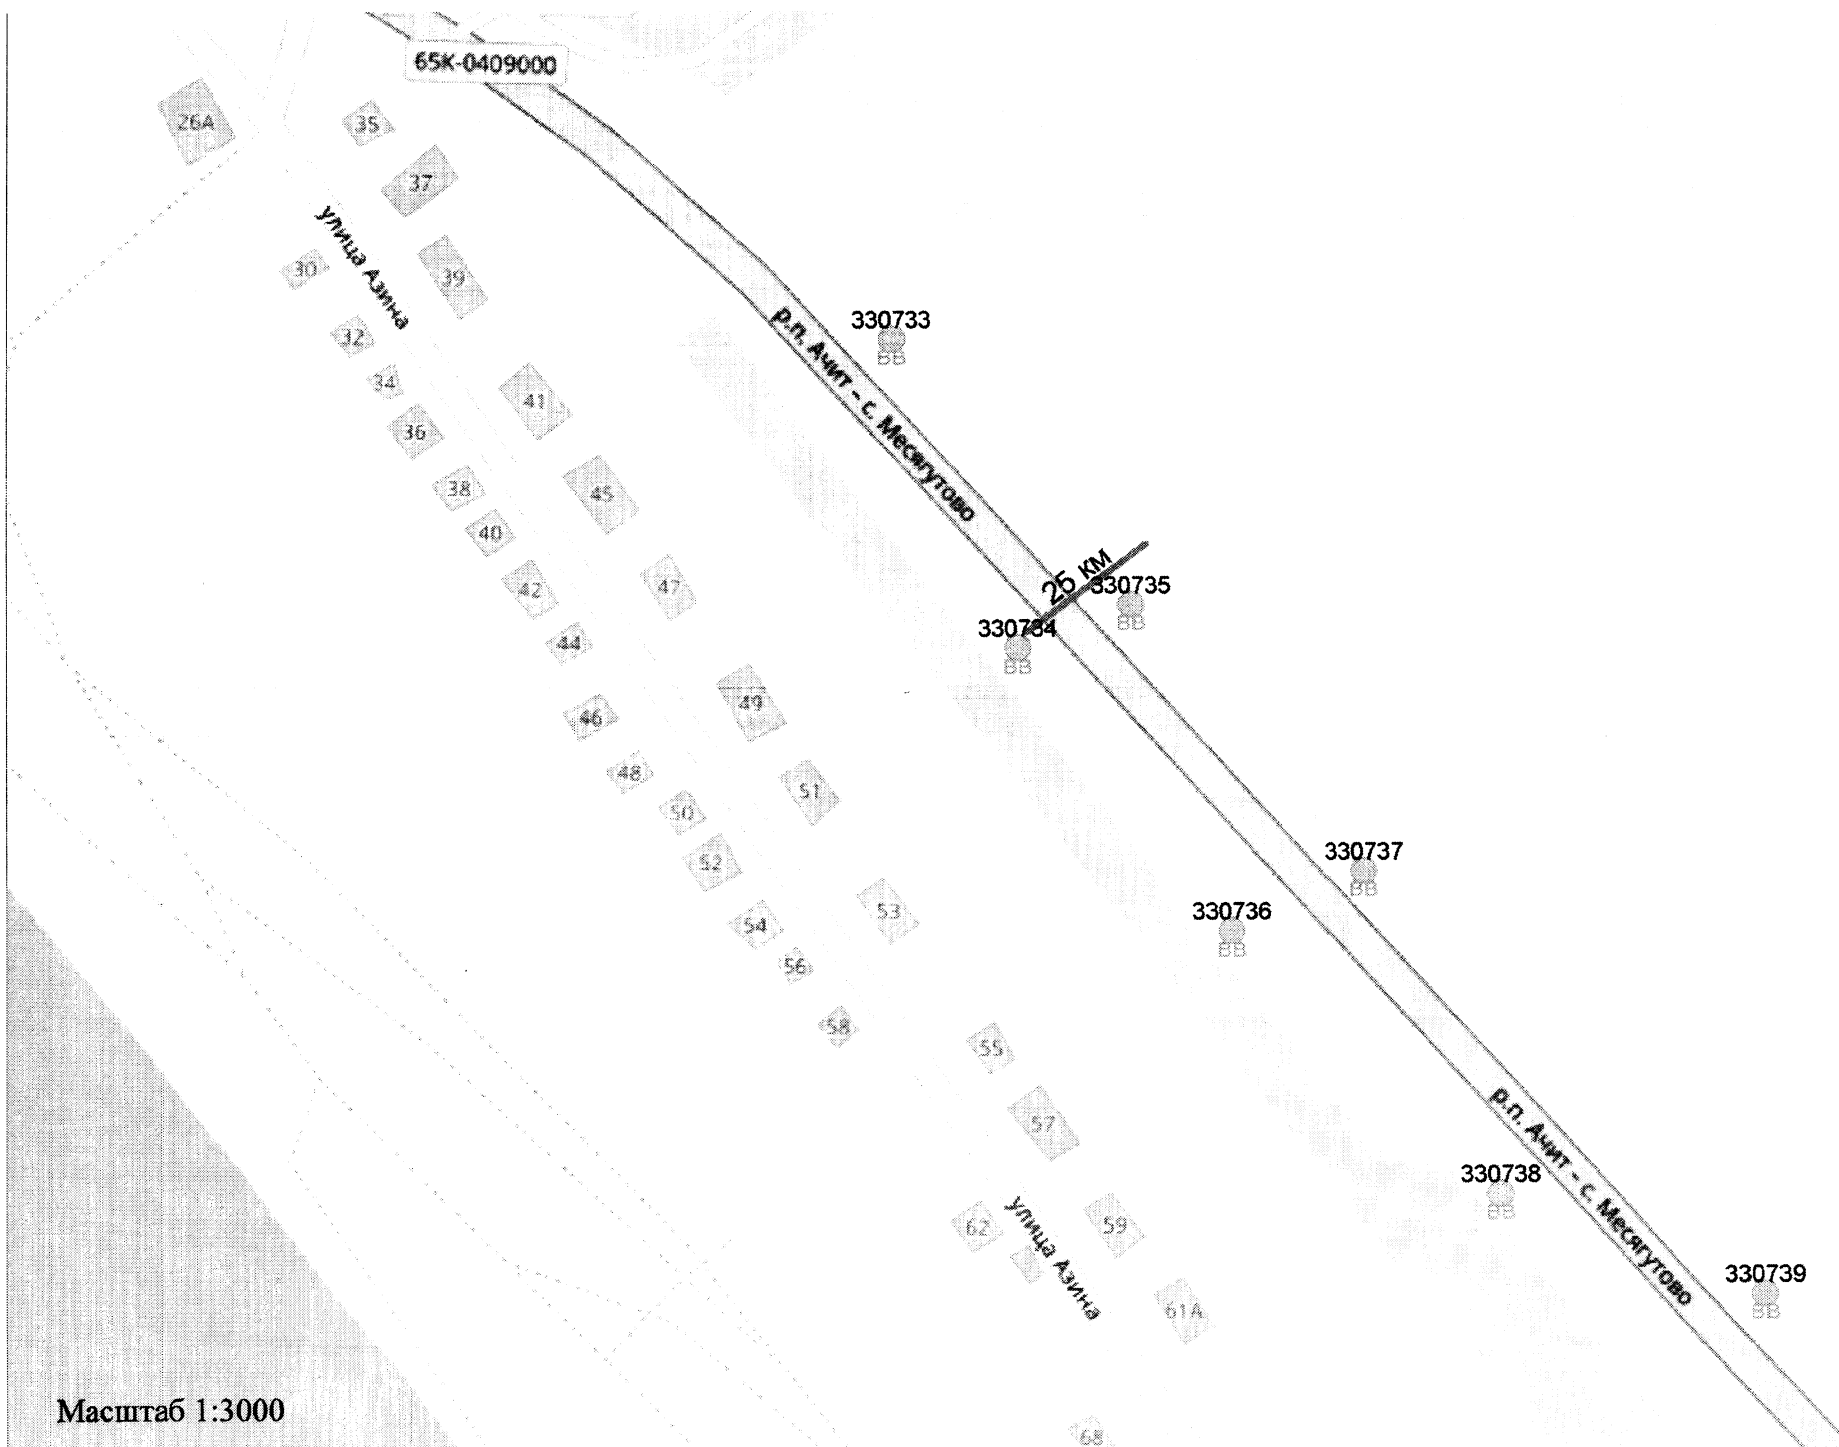 65К-0409000
26А
35
37
улица Азина
30
39
32
330733
ВВ
р.п. Ачит – с. Месягутово
34
41
36
38
45
40
25 км
42
47
330735
ВВ
330734
ВВ
44
49
46
48
51
50
52
330737
ВВ
53
330736
ВВ
54
56
58
55
57
р.п. Ачит – с. Месягутово
330738
ВВ
62
59
улица Азина
330739
ВВ
61А
Масштаб 1:3000
68